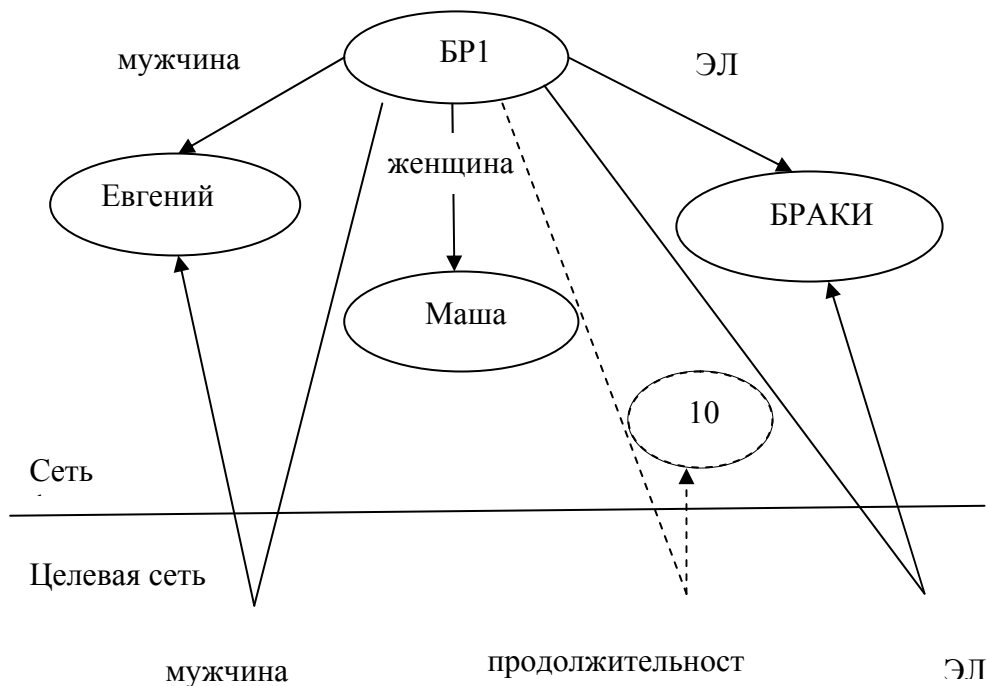 БР1
мужчина
ЭЛ
женщина
Евгений
БРАКИ
Маша
10
Сеть
Целевая сеть
мужчина
продолжительност
ЭЛ